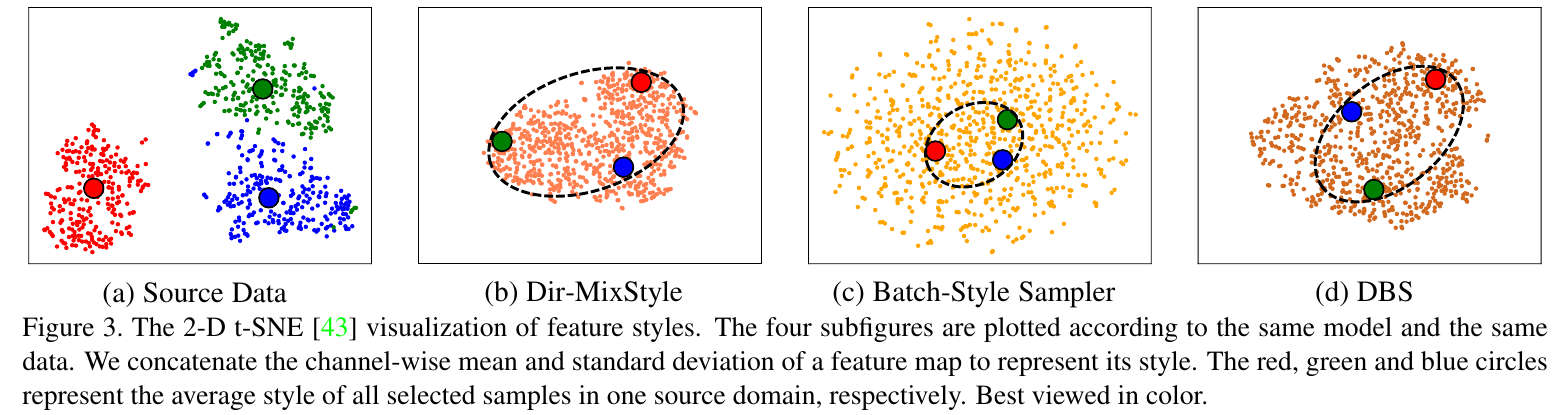 (a) Source Data
(b) Dir-MixStyle
(c) Batch-Style Sampler
(d) DBS
Figure 3. The 2-D t-SNE [43] visualization of feature styles. The four subfigures are plotted according to the same model and the same
data. We concatenate the channel-wise mean and standard deviation of a feature map to represent its style. The red, green and blue circles
represent the average style of all selected samples in one source domain, respectively. Best viewed in color.